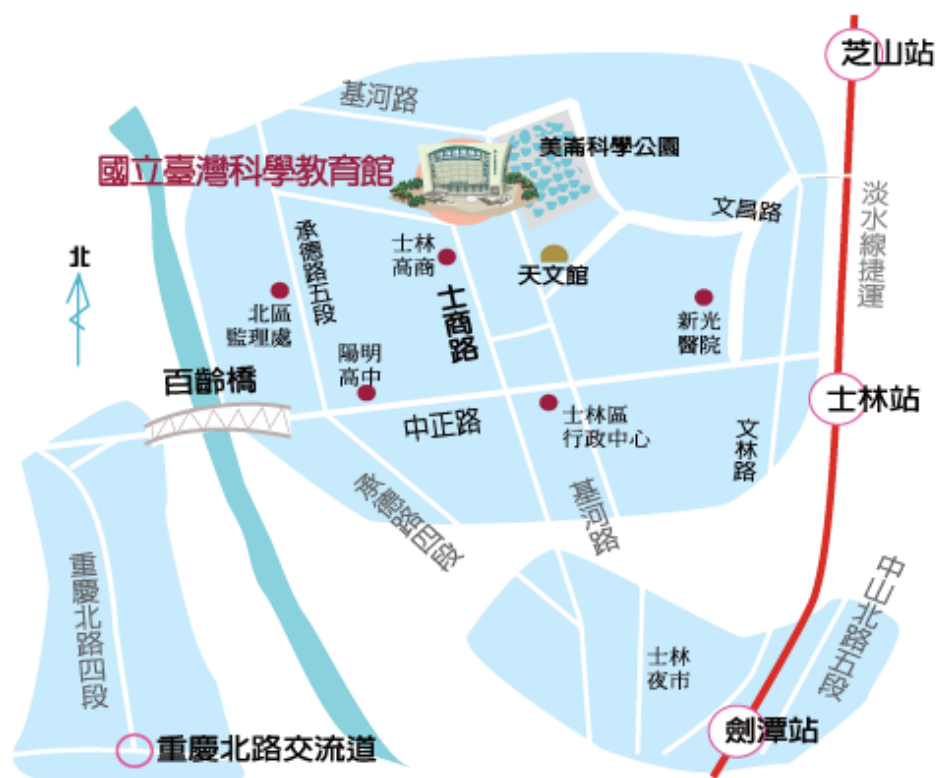 芝山站
基河路
美崙科學公園
國立臺灣科學教育館
文昌路
淡水線捷運
承德路五段
士林
高商
天文館
北
北區
監理處
士商路
新光
醫院
陽明
高中
百齡橋
士林站
中正路
士林區
行政中心
文林路
承德路四段
基河路
重慶北路四段
中山北路五段
士林
夜市
劍潭站
重慶北路交流道